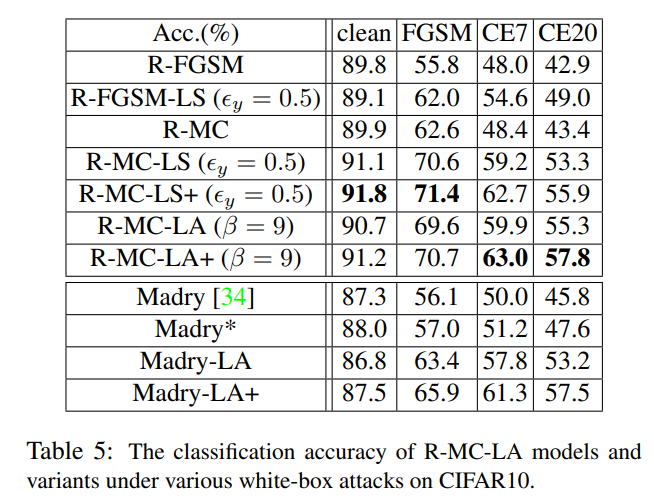 Acc.(%) clean FGSM CE7 CE20
R-FGSM 89.8 55.8 48.0 42.9
R-FGSM-LS (ϵy = 0.5) 89.1 62.0 54.6 49.0
R-MC 89.9 62.6 48.4 43.4
R-MC-LS (ϵy = 0.5) 91.1 70.6 59.2 53.3
R-MC-LS+ (ϵy = 0.5) 91.8 71.4 62.7 55.9
R-MC-LA (β = 9) 90.7 69.6 59.9 55.3
R-MC-LA+ (β = 9) 91.2 70.7 63.0 57.8
Madry [34] 87.3 56.1 50.0 45.8
Madry* 88.0 57.0 51.2 47.6
Madry-LA 86.8 63.4 57.8 53.2
Madry-LA+ 87.5 65.9 61.3 57.5
Table 5: The classification accuracy of R-MC-LA models and
variants under various white-box attacks on CIFAR10.